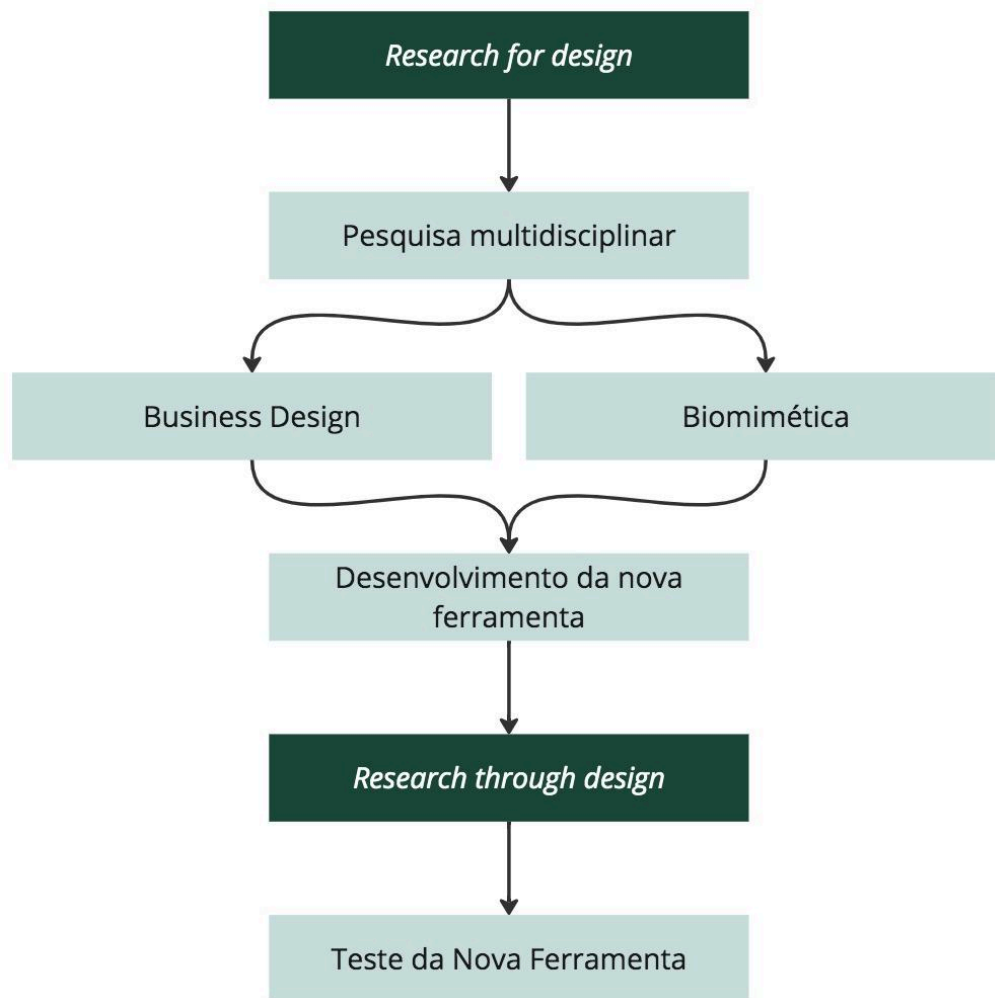 Research for design
Pesquisa multidisciplinar
Business Design
Biomimética
Desenvolvimento da nova
ferramenta
Research through design
Teste da Nova Ferramenta